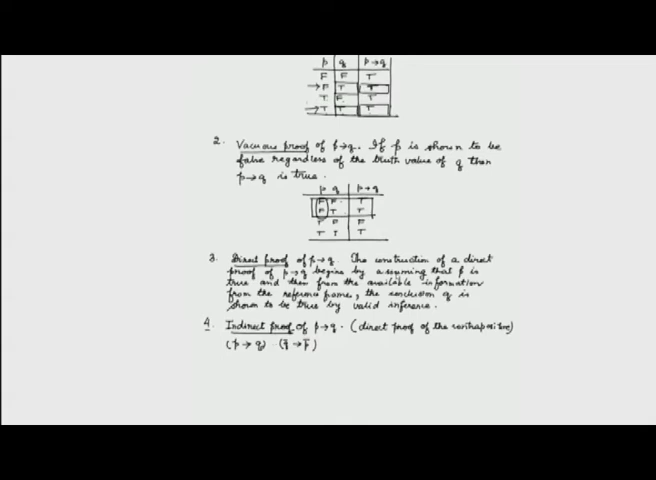 p q p→q
F F T
→ F T T
T F T
→ T T T
2. Vacuous proof of p→q. If p is shown to be
false regardless of the truth value of q then
p→q is true.
p q p→q
F F T
F T T
T F F
T T T
3. Direct proof of p→q. The construction of a direct
proof of p→q begins by assuming that p is
true and then from the available information
from the reference frame, the conclusion q is
shown to be true by valid inference.
4. Indirect proof of p→q. (direct proof of the contrapositive)
(p→q) (q̄→p̄)